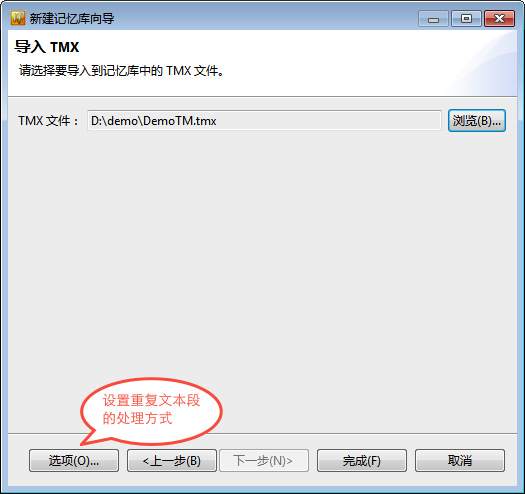 新建记忆库向导
导入 TMX
请选择要导入到记忆库中的 TMX 文件。
TMX 文件： D:\demo\DemoTM.tmx 浏览(B)...
设置重复文本段
的处理方式
选项(O)... <上一步(B) 下一步(N)> 完成(F) 取消